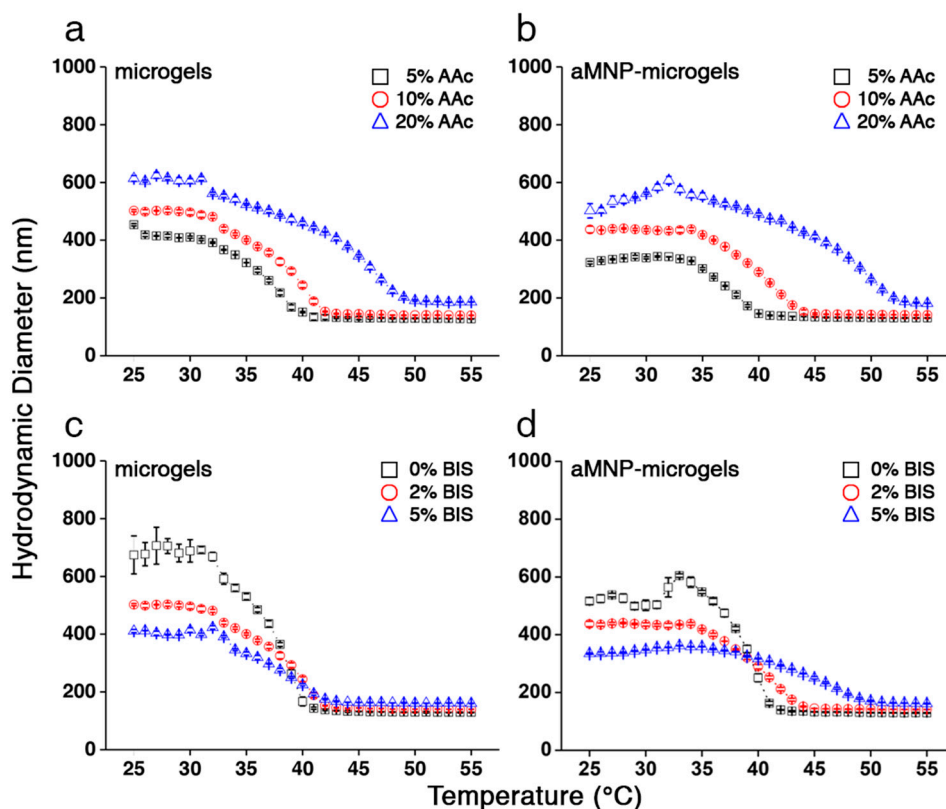 a
microgels
5% AAc
10% AAc
20% AAc
1000
800
600
400
200
0
25 30 35 40 45 50 55
b
aMNP-microgels
5% AAc
10% AAc
20% AAc
1000
800
600
400
200
0
25 30 35 40 45 50 55
Hydrodynamic Diameter (nm)
c
microgels
0% BIS
2% BIS
5% BIS
1000
800
600
400
200
0
25 30 35 40 45 50 55
d
aMNP-microgels
0% BIS
2% BIS
5% BIS
1000
800
600
400
200
0
25 30 35 40 45 50 55
Temperature (°C)